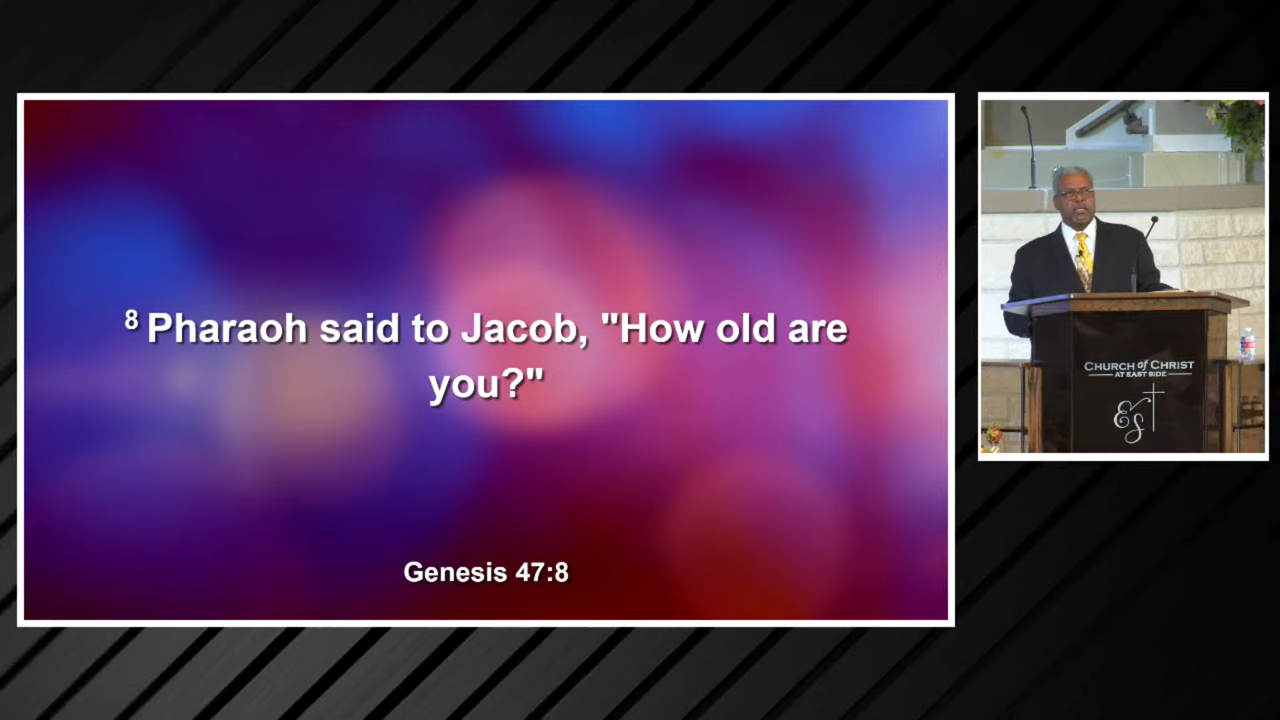 8 Pharaoh said to Jacob, "How old are
you?"
Genesis 47:8
CHURCH of CHRIST
AT EAST SIDE
ES